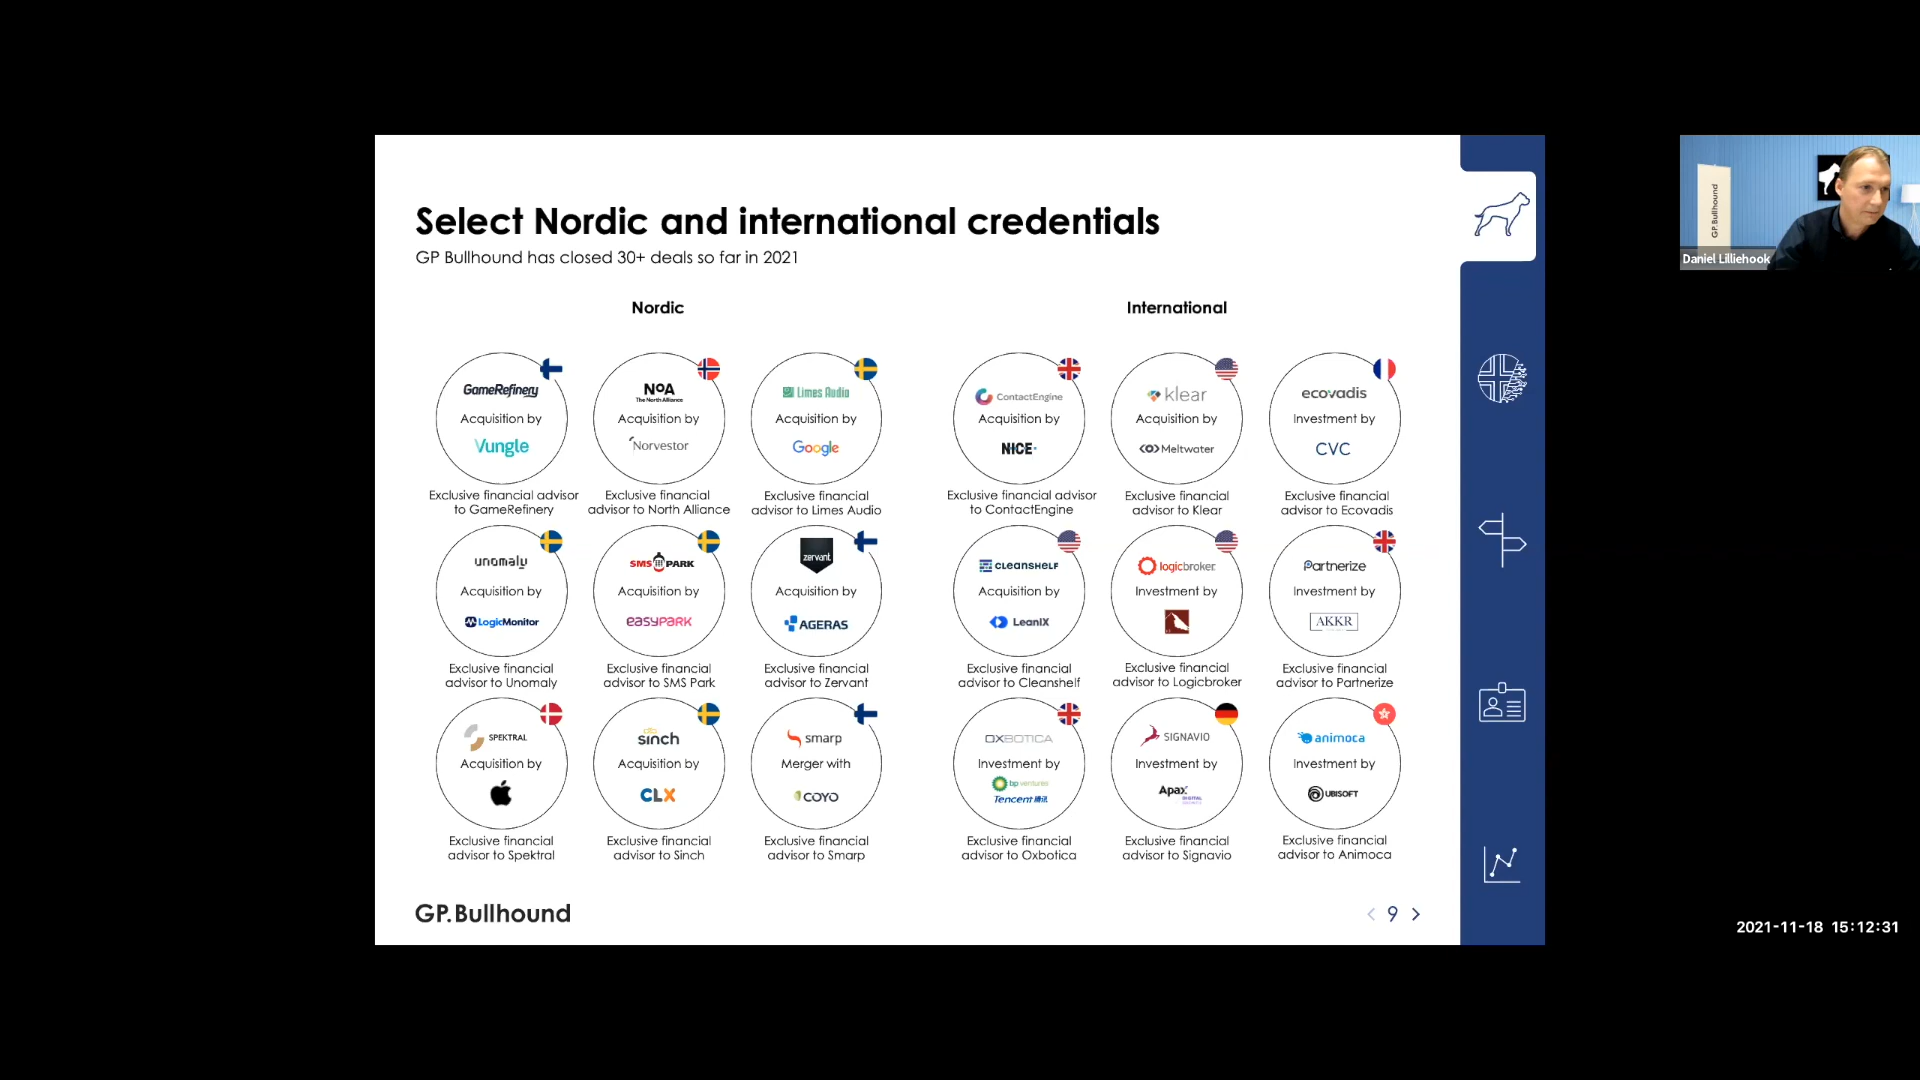 Select Nordic and international credentials
GP Bullhound has closed 30+ deals so far in 2021
Nordic
GameRefinery
Acquisition by
Vungle
Exclusive financial advisor
to GameRefinery
NoA
The North Alliance
Acquisition by
Norvestor
Exclusive financial
advisor to North Alliance
Limes Audio
Acquisition by
Google
Exclusive financial
advisor to Limes Audio
unomaly
Acquisition by
LogicMonitor
Exclusive financial
advisor to Unomaly
SMS PARK
Acquisition by
easyPARK
Exclusive financial
advisor to SMS Park
zervant
Acquisition by
AGERAS
Exclusive financial
advisor to Zervant
SPEKTRAL
Acquisition by
Exclusive financial
advisor to Spektral
sinch
Acquisition by
CLX
Exclusive financial
advisor to Sinch
smarp
Merger with
COYO
Exclusive financial
advisor to Smarp
International
ContactEngine
Acquisition by
NICE
Exclusive financial advisor
to ContactEngine
klear
Acquisition by
Meltwater
Exclusive financial
advisor to Klear
ecovadis
Investment by
CVC
Exclusive financial
advisor to Ecovadis
CLEANSHELF
Acquisition by
LeanIX
Exclusive financial
advisor to Cleanshelf
logicbroker
Investment by
Exclusive financial
advisor to Logicbroker
Partnerize
Investment by
AKKR
Exclusive financial
advisor to Partnerize
OXBOTICA
Investment by
bp ventures
Tencent 腾讯
Exclusive financial
advisor to Oxbotica
SIGNAVIO
Investment by
Apax
DIGITAL
Exclusive financial
advisor to Signavio
animoca
Investment by
UBISOFT
Exclusive financial
advisor to Animoca
GP.Bullhound
9
GP.Bullhound
Daniel Lilliehook
2021-11-18 15:12:31